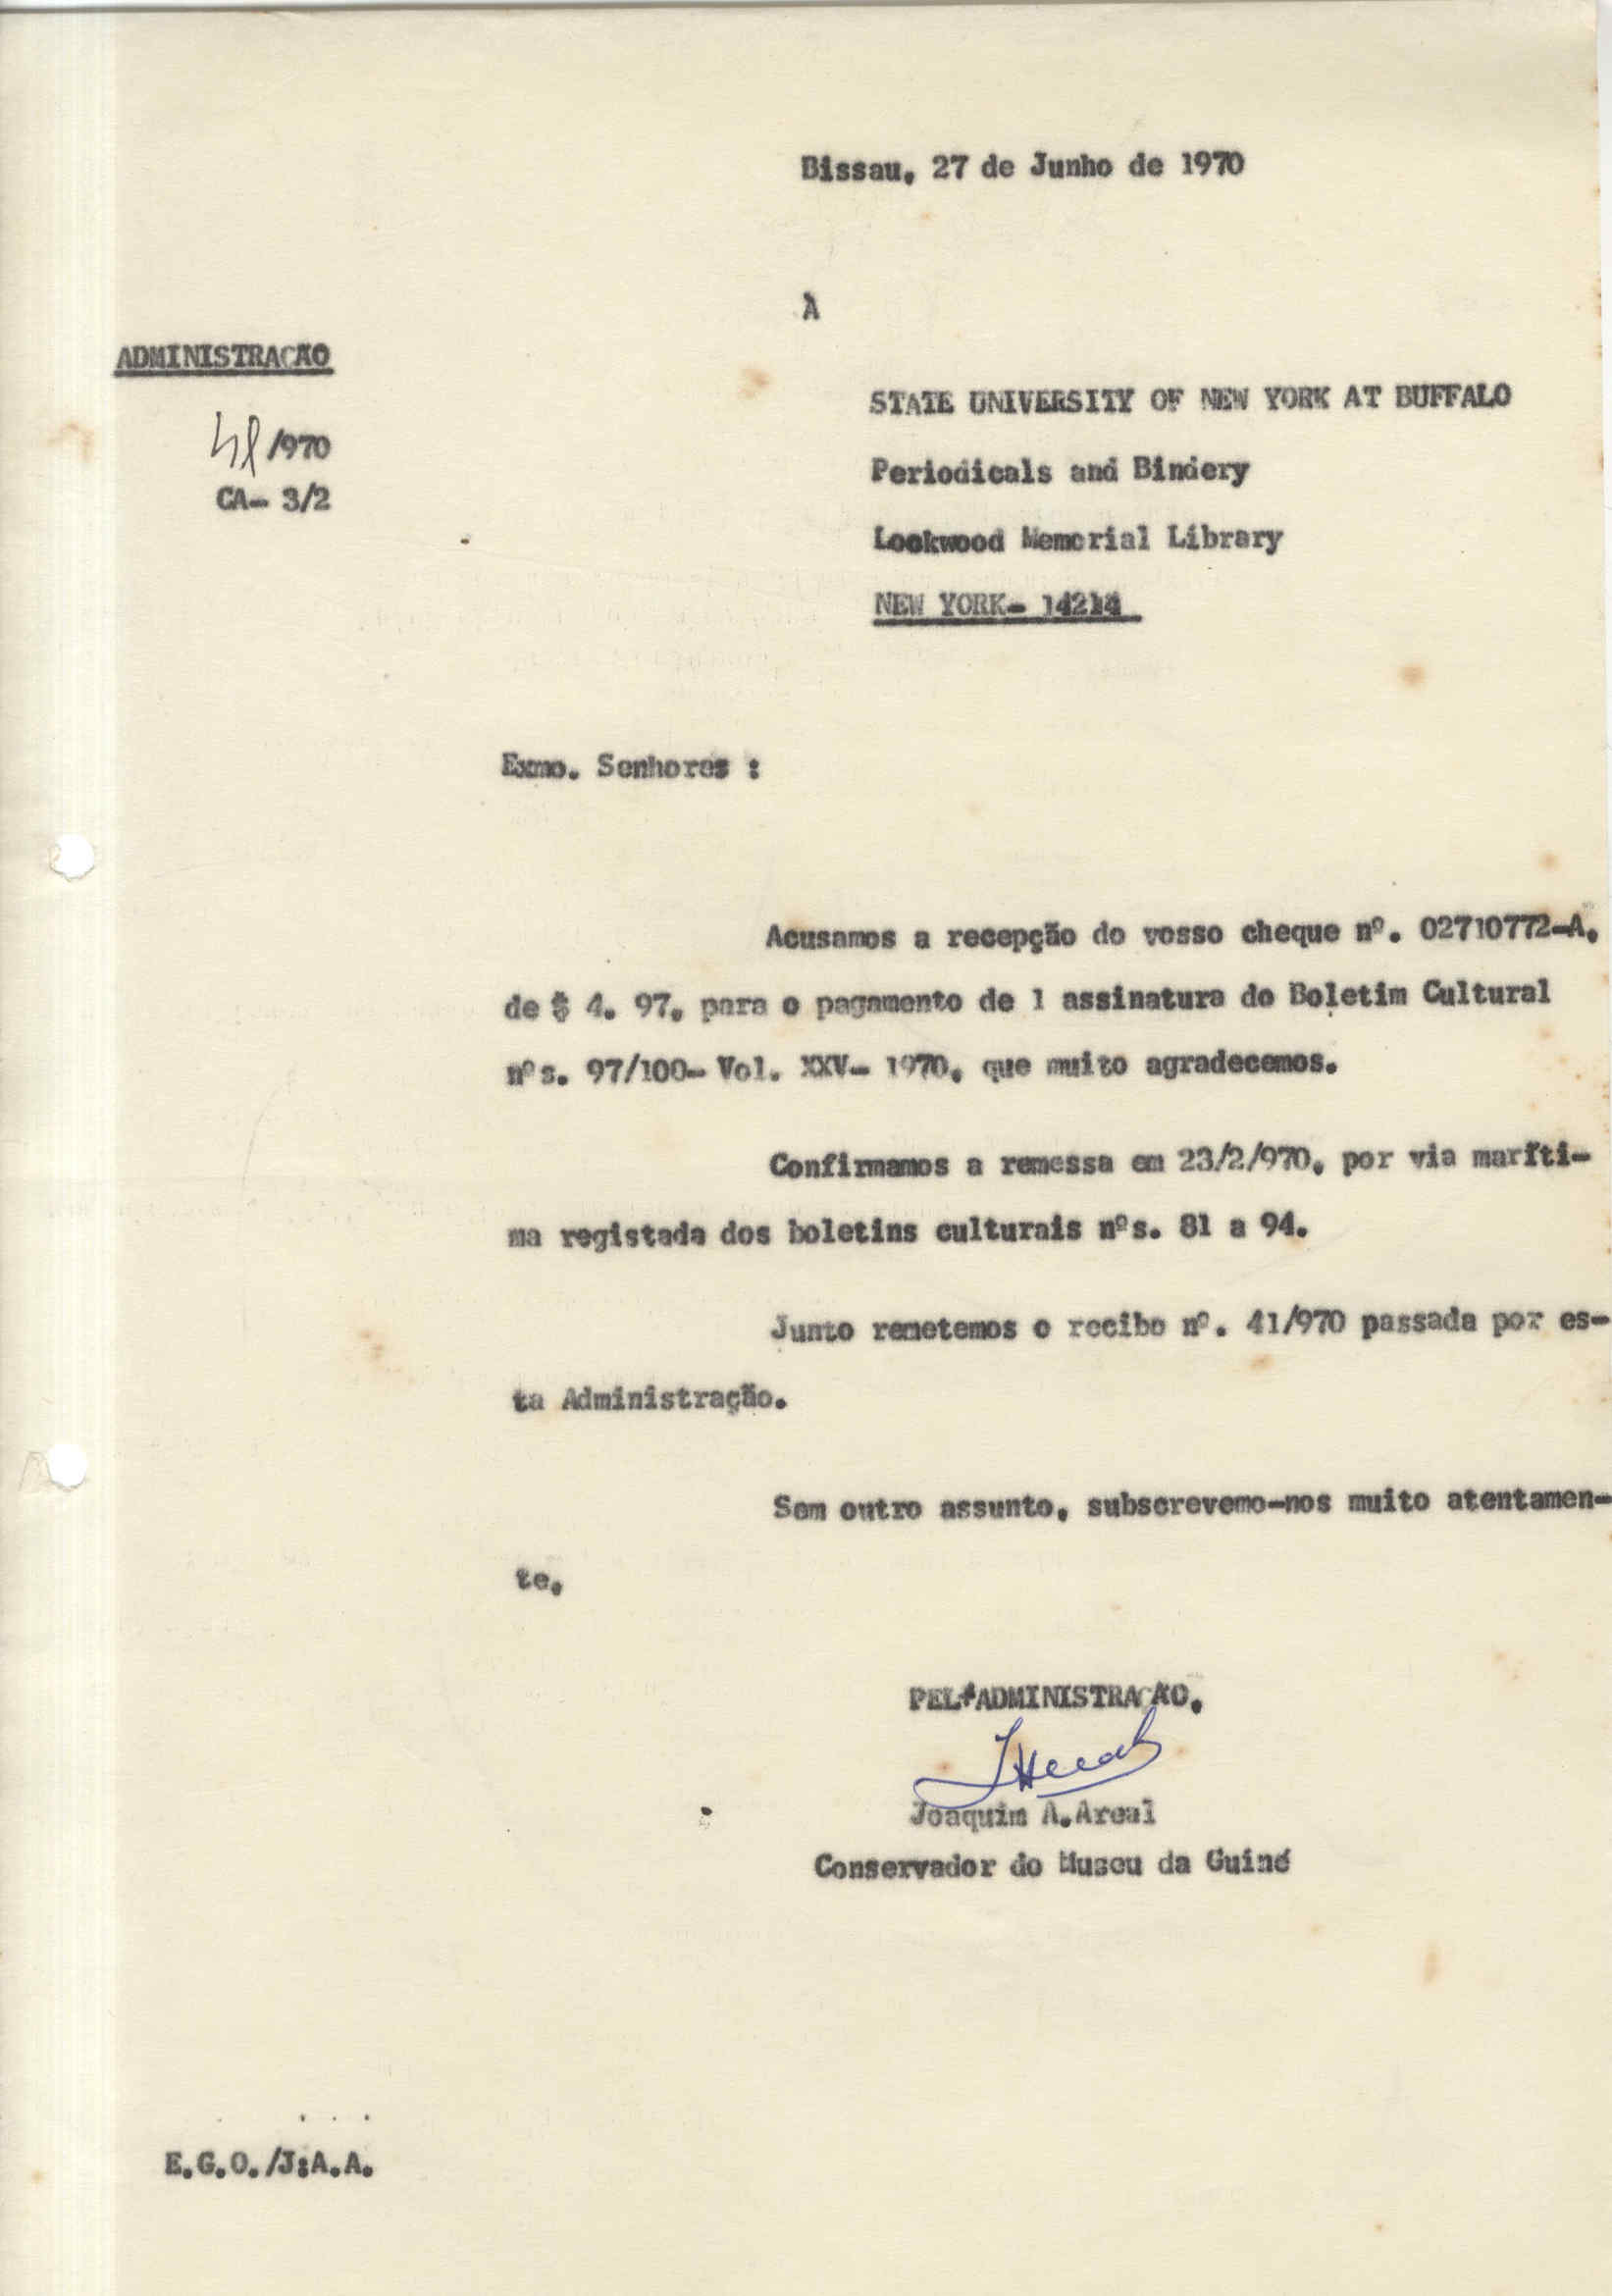 Bissau, 27 de Junho de 1970
À
ADMINISTRAÇÃO
/970
CA- 3/2
STATE UNIVERSITY OF NEW YORK AT BUFFALO
Periodicals and Bindery
Lockwood Memorial Library
NEW YORK- 14214
Exmo. Senhores :
Acusamos a recepção do vosso cheque nº. 02710772-A,
de $ 4. 97, para o pagamento de 1 assinatura do Boletim Cultural
nºs. 97/100- Vol. XXV- 1970, que muito agradecemos.
Confirmamos a remessa em 23/2/970, por via maríti-
ma registada dos boletins culturais nºs. 81 a 94.
Junto remetemos o recibo nº. 41/970 passada por es-
ta Administração.
Sem outro assunto, subscrevemo-nos muito atentamen-
te,
PEL'ADMINISTRAÇÃO,
Joaquim A.Areal
Conservador do Museu da Guiné
E.G.O./J:A.A.